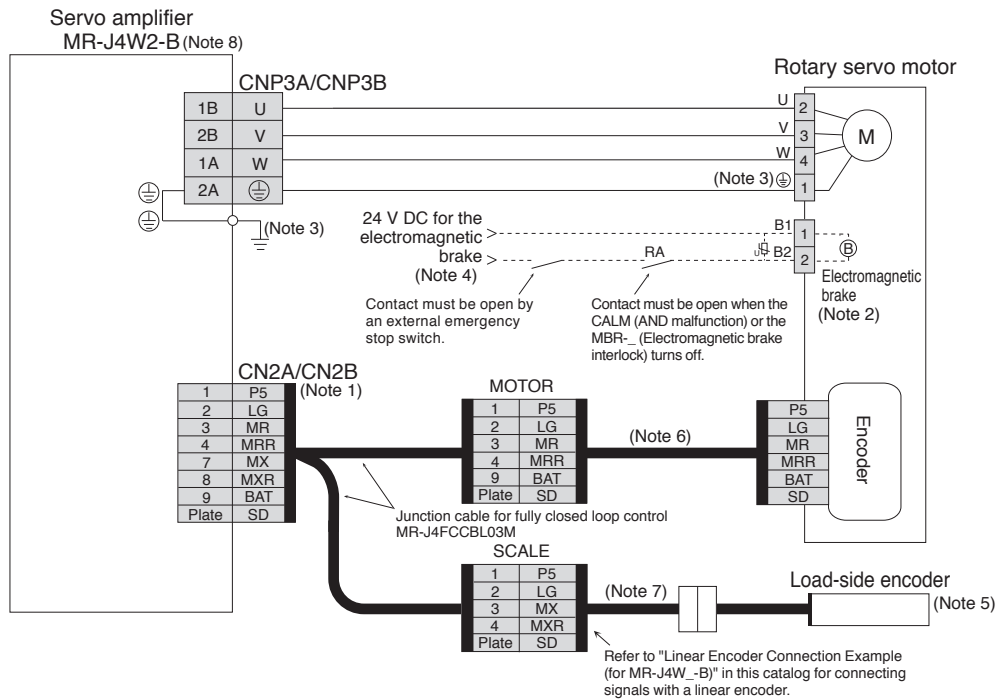 Servo amplifier
MR-J4W2-B (Note 8)
CNP3A/CNP3B
1B U
2B V
1A W
2A
(Note 3)
Rotary servo motor
U 2
V 3
W 4
(Note 3) 1
M
24 V DC for the
electromagnetic
brake
(Note 4)
RA
B1 1
U B2 2
B
Electromagnetic
brake
(Note 2)
Contact must be open by
an external emergency
stop switch.
Contact must be open when the
CALM (AND malfunction) or the
MBR-_ (Electromagnetic brake
interlock) turns off.
CN2A/CN2B
(Note 1)
1 P5
2 LG
3 MR
4 MRR
7 MX
8 MXR
9 BAT
Plate SD
MOTOR
1 P5
2 LG
3 MR
4 MRR
9 BAT
Plate SD
(Note 6)
P5
LG
MR
MRR
BAT
SD
Encoder
Junction cable for fully closed loop control
MR-J4FCCBL03M
SCALE
1 P5
2 LG
3 MX
4 MXR
Plate SD
(Note 7)
Load-side encoder
(Note 5)
Refer to "Linear Encoder Connection Example
(for MR-J4W_-B)" in this catalog for connecting
signals with a linear encoder.